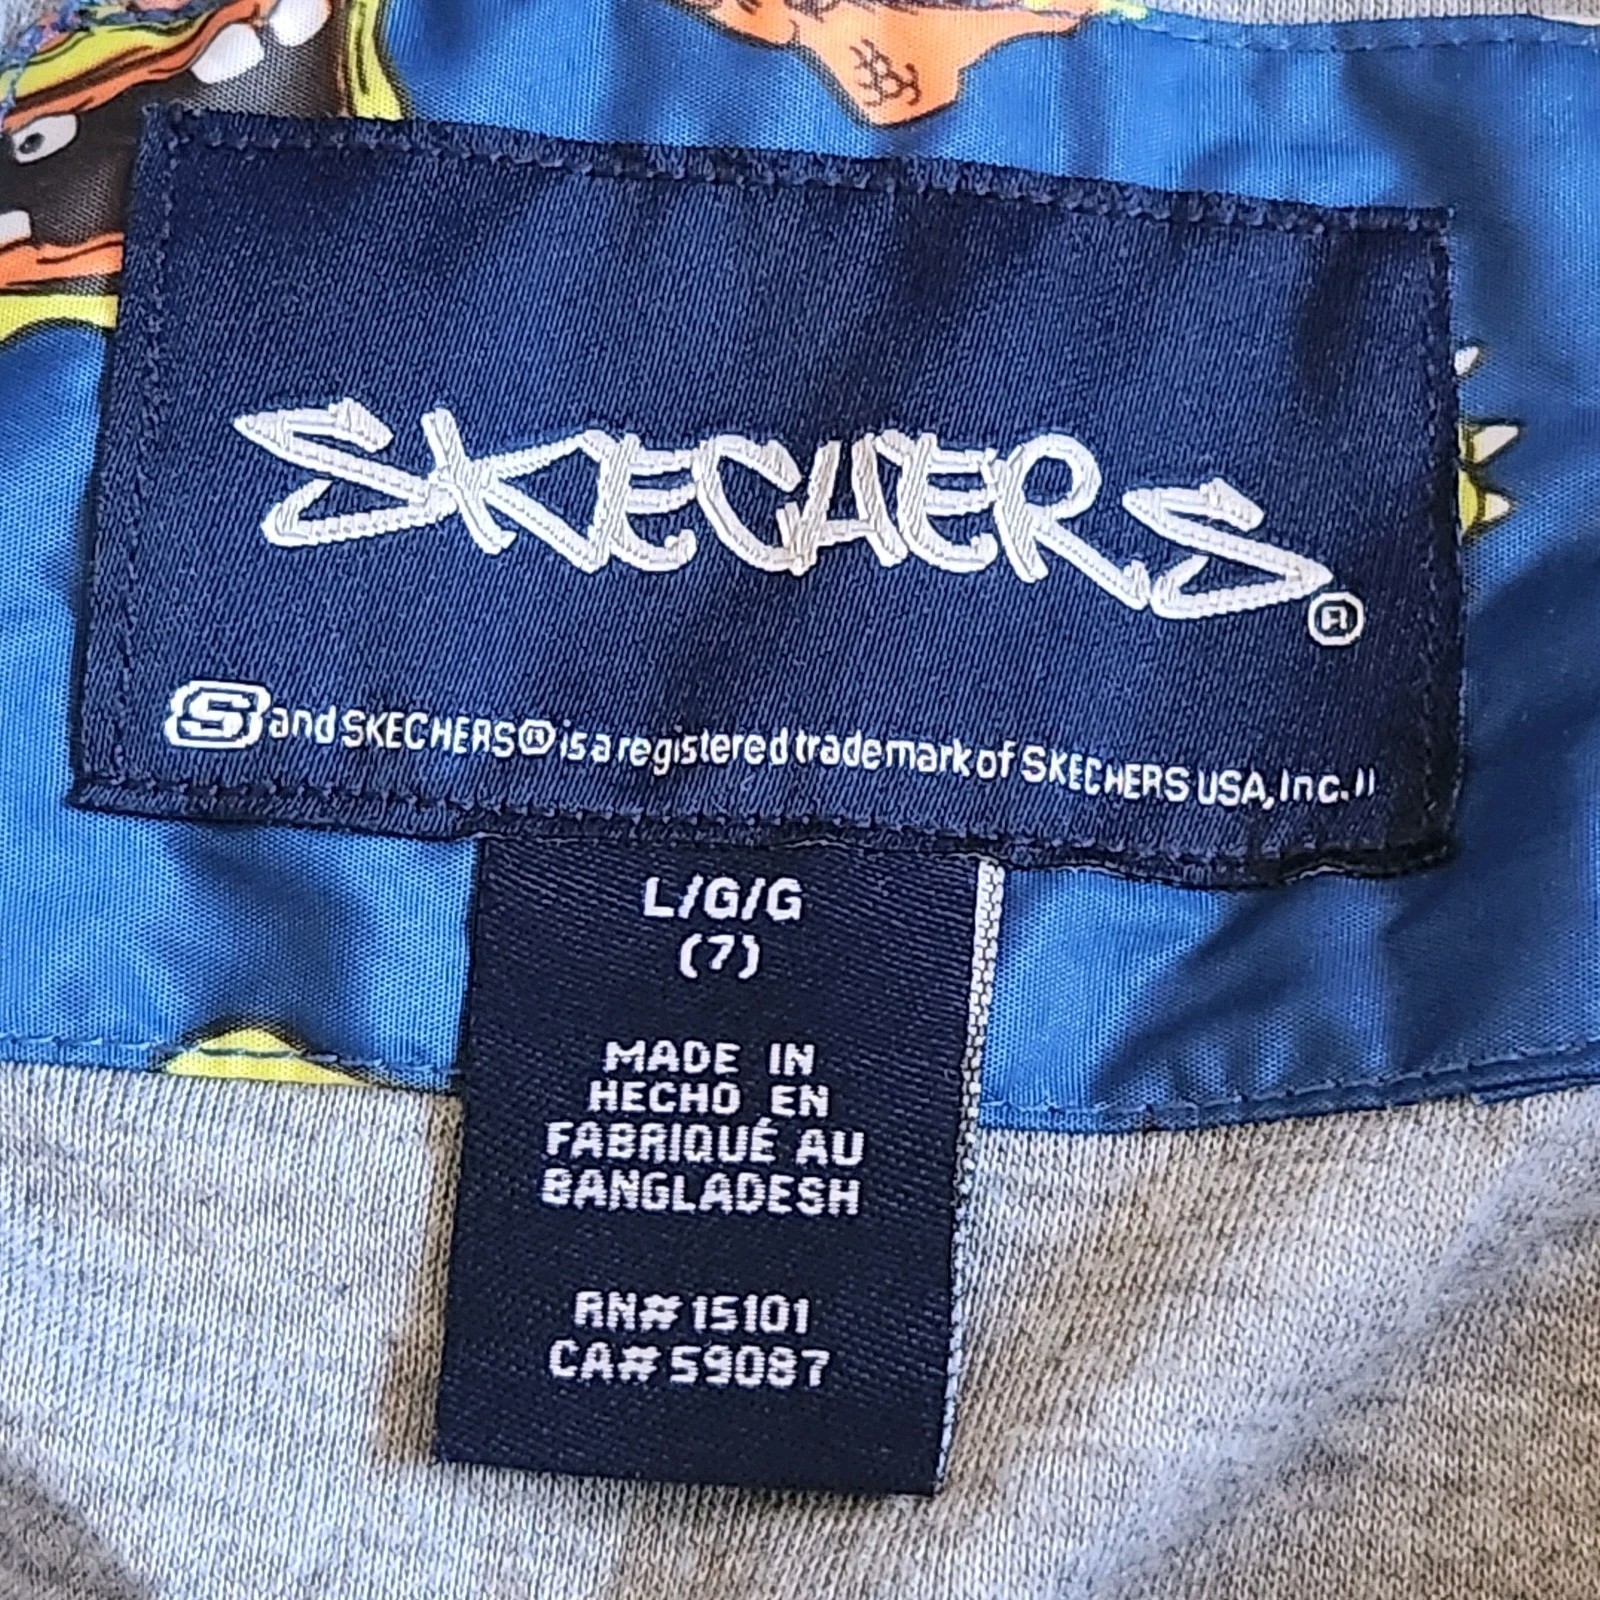 SKECHERS®
S and SKECHERS® is a registered trademark of SKECHERS USA, Inc. II
L/G/G
(7)
MADE IN
HECHO EN
FABRIQUÉ AU
BANGLADESH
RN# 15101
CA# 59087